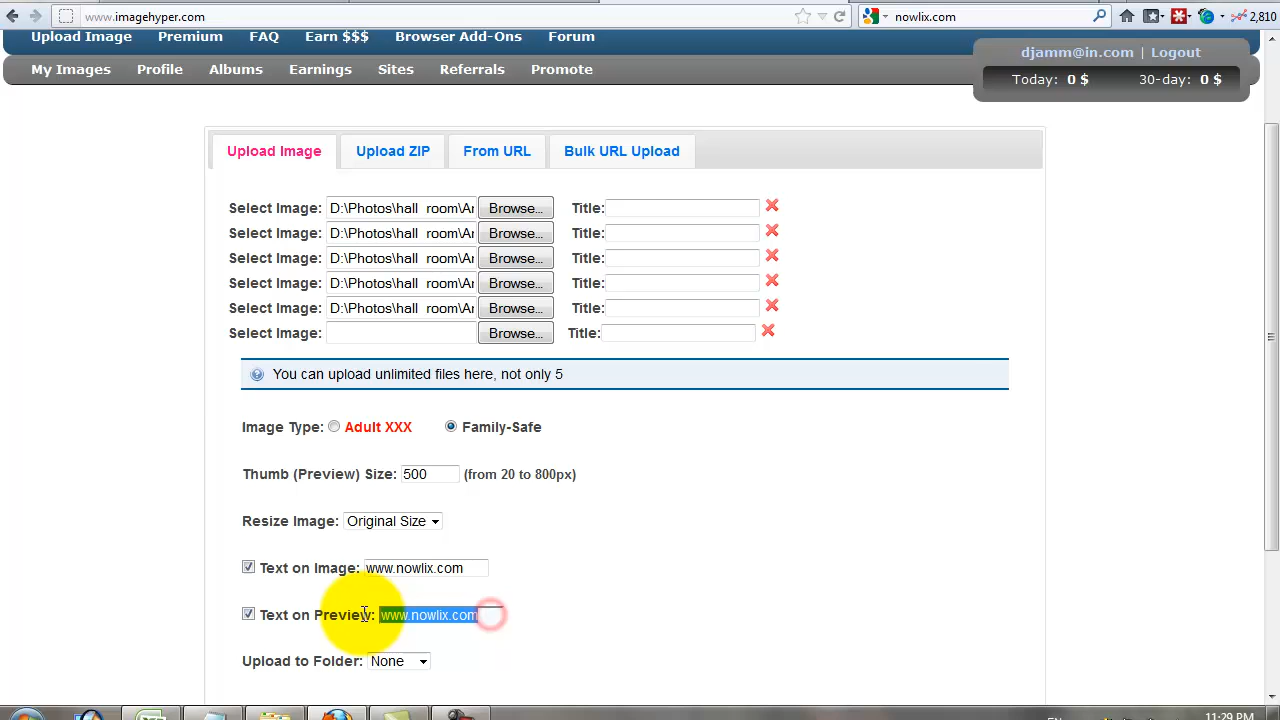 www.imagehyper.com
nowlix.com
2,810
Upload Image Premium FAQ Earn $$$ Browser Add-Ons Forum
djamm@in.com | Logout
My Images Profile Albums Earnings Sites Referrals Promote
Today: 0 $ 30-day: 0 $
Upload Image Upload ZIP From URL Bulk URL Upload
Select Image: D:\Photos\hall room\Ar Browse... Title:
Select Image: D:\Photos\hall room\Ar Browse... Title:
Select Image: D:\Photos\hall room\Ar Browse... Title:
Select Image: D:\Photos\hall room\Ar Browse... Title:
Select Image: D:\Photos\hall room\Ar Browse... Title:
Select Image: Browse... Title:
You can upload unlimited files here, not only 5
Image Type: Adult XXX Family-Safe
Thumb (Preview) Size: 500 (from 20 to 800px)
Resize Image: Original Size
Text on Image: www.nowlix.com
Text on Preview: www.nowlix.com
Upload to Folder: None
EN
11:29 PM